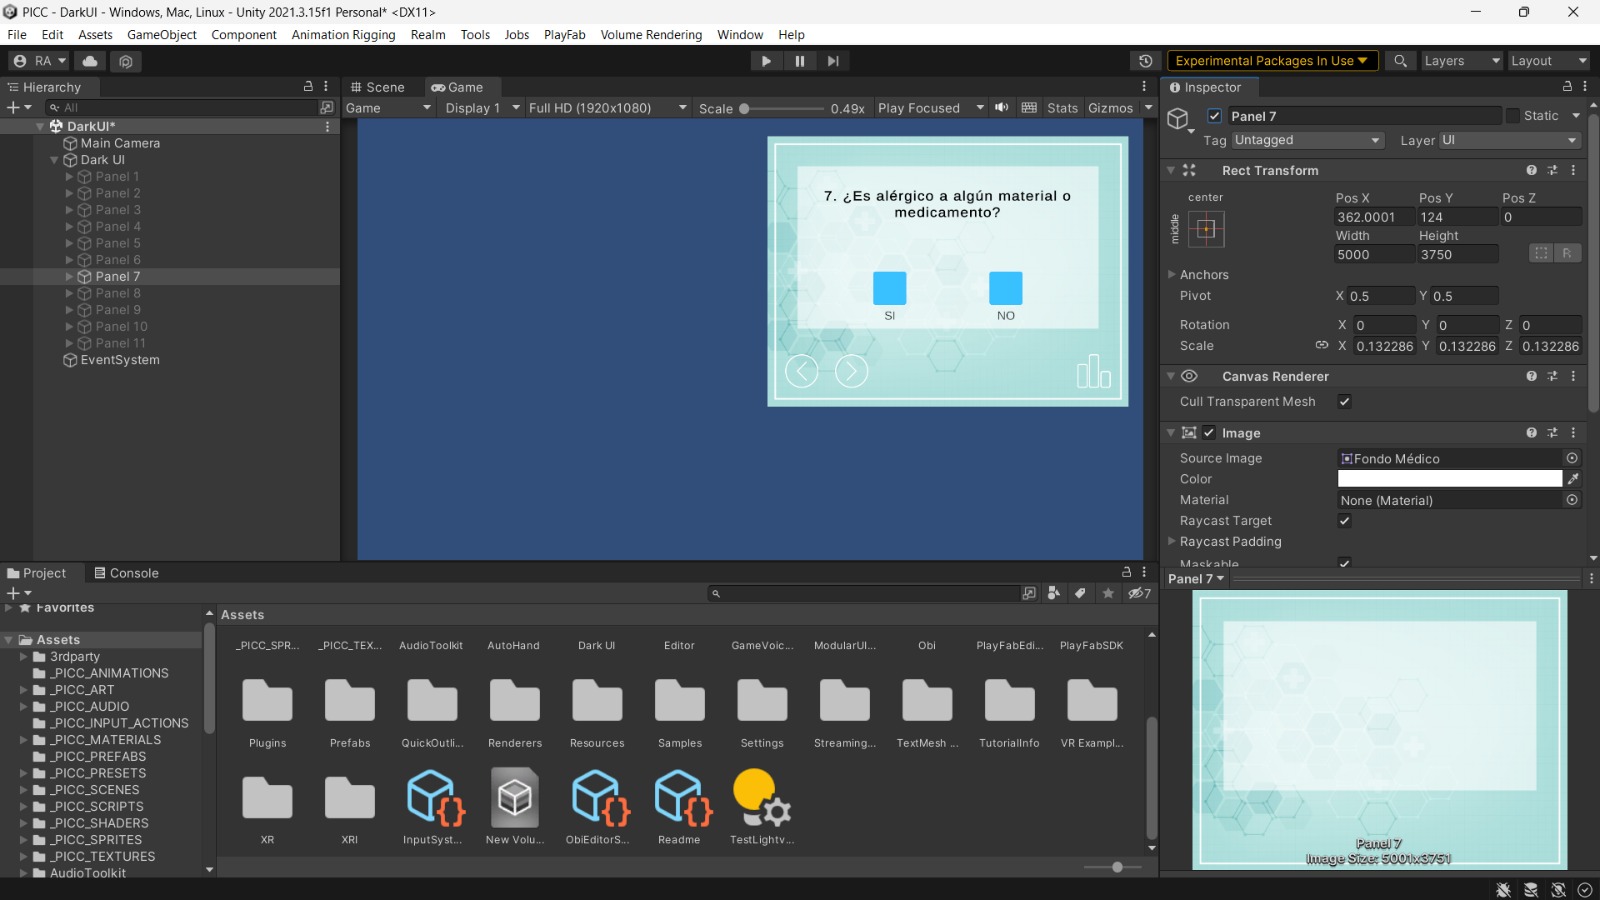 PICC - DarkUI - Windows, Mac, Linux - Unity 2021.3.15f1 Personal* <DX11>
File Edit Assets GameObject Component Animation Rigging Realm Tools Jobs PlayFab Volume Rendering Window Help
RA Experimental Packages In Use Layers Layout
Hierarchy
All
DarkUI*
Main Camera
Dark UI
Panel 1
Panel 2
Panel 3
Panel 4
Panel 5
Panel 6
Panel 7
Panel 8
Panel 9
Panel 10
Panel 11
EventSystem
Scene Game
Game Display 1 Full HD (1920x1080) Scale 0.49x Play Focused Stats Gizmos
7. ¿Es alérgico a algún material o
medicamento?
SI NO
Inspector
Panel 7 Static
Tag Untagged Layer UI
Rect Transform
center
middle
Pos X Pos Y Pos Z
362.0001 124 0
Width Height
5000 3750 R
Anchors
Pivot X 0.5 Y 0.5
Rotation X 0 Y 0 Z 0
Scale X 0.132286 Y 0.132286 Z 0.132286
Canvas Renderer
Cull Transparent Mesh
Image
Source Image Fondo Médico
Color
Material None (Material)
Raycast Target
Raycast Padding
Maskable
Project Console
7
Favorites
Assets
3rdparty
_PICC_ANIMATIONS
_PICC_ART
_PICC_AUDIO
_PICC_INPUT_ACTIONS
_PICC_MATERIALS
_PICC_PREFABS
_PICC_PRESETS
_PICC_SCENES
_PICC_SCRIPTS
_PICC_SHADERS
_PICC_SPRITES
_PICC_TEXTURES
AudioToolkit
Assets
_PICC_SPR... _PICC_TEX... AudioToolkit AutoHand Dark UI Editor GameVoic... ModularUI... Obi PlayFabEdi... PlayFabSDK
Plugins Prefabs QuickOutli... Renderers Resources Samples Settings Streaming... TextMesh ... TutorialInfo VR Exampl...
XR XRI InputSyst... New Volu... ObiEditorS... Readme TestLightv...
Panel 7
Panel 7
Image Size: 5001x3751